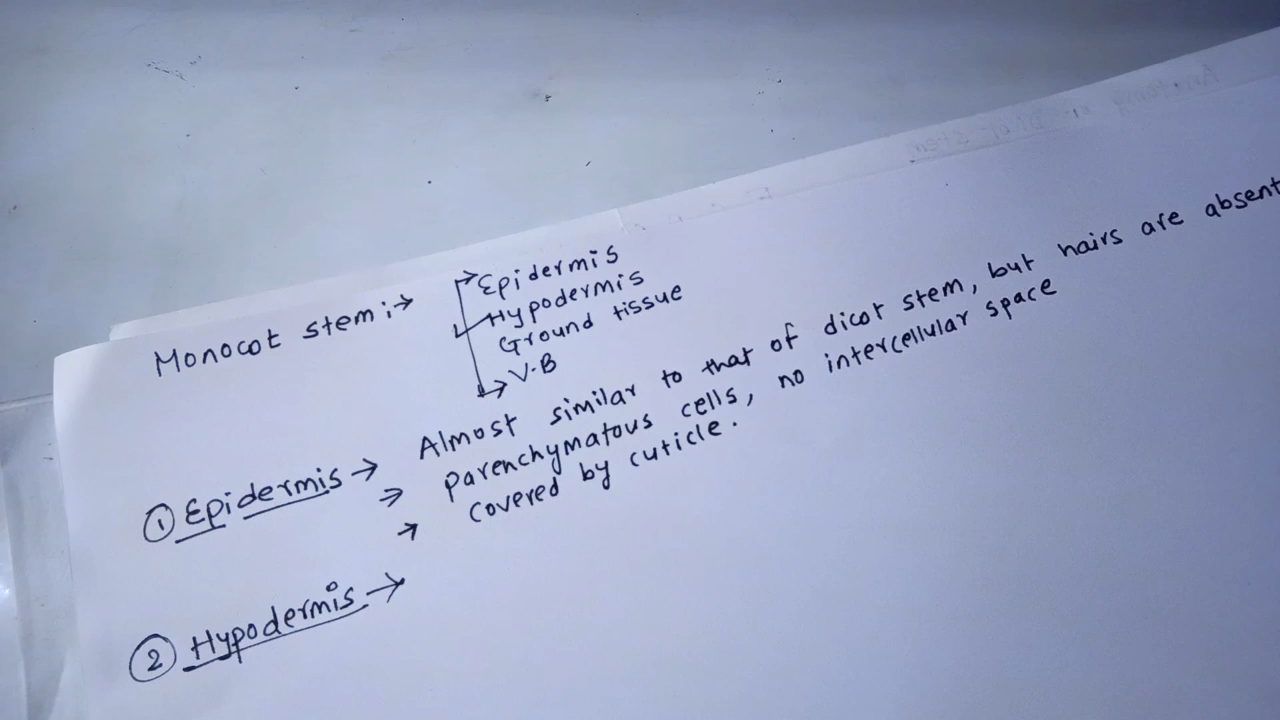 Monocot stem :→
→ Epidermis
Hypodermis
Ground tissue
→ V.B
① Epidermis → Almost similar to that of dicot stem, but hairs are absent
→ parenchymatous cells, no intercellular space
→ covered by cuticle.
② Hypodermis →